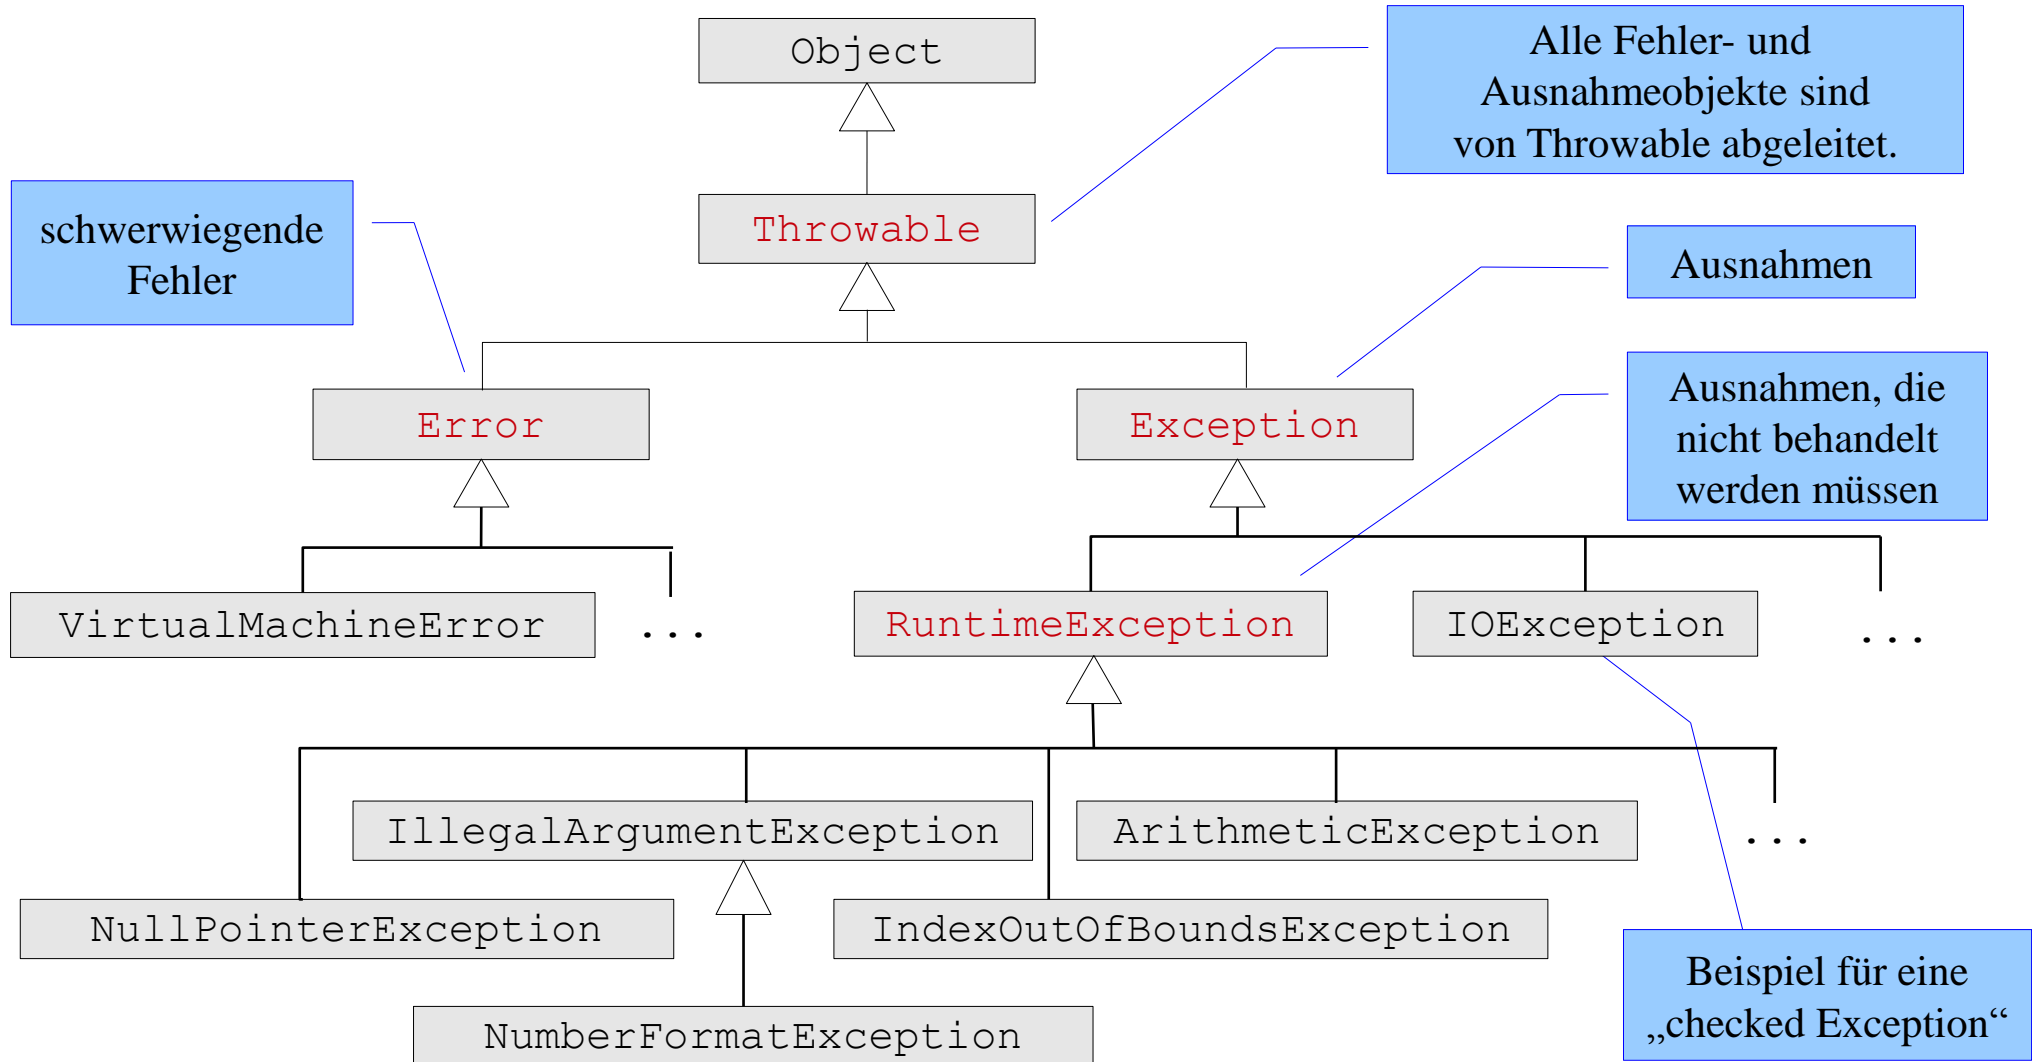 Object
Alle Fehler- und
Ausnahmeobjekte sind
von Throwable abgeleitet.
schwerwiegende
Fehler
Throwable
Ausnahmen
Error
Exception
Ausnahmen, die
nicht behandelt
werden müssen
VirtualMachineError
...
RuntimeException
IOException
...
IllegalArgumentException
ArithmeticException
...
NullPointerException
IndexOutOfBoundsException
Beispiel für eine
„checked Exception“
NumberFormatException